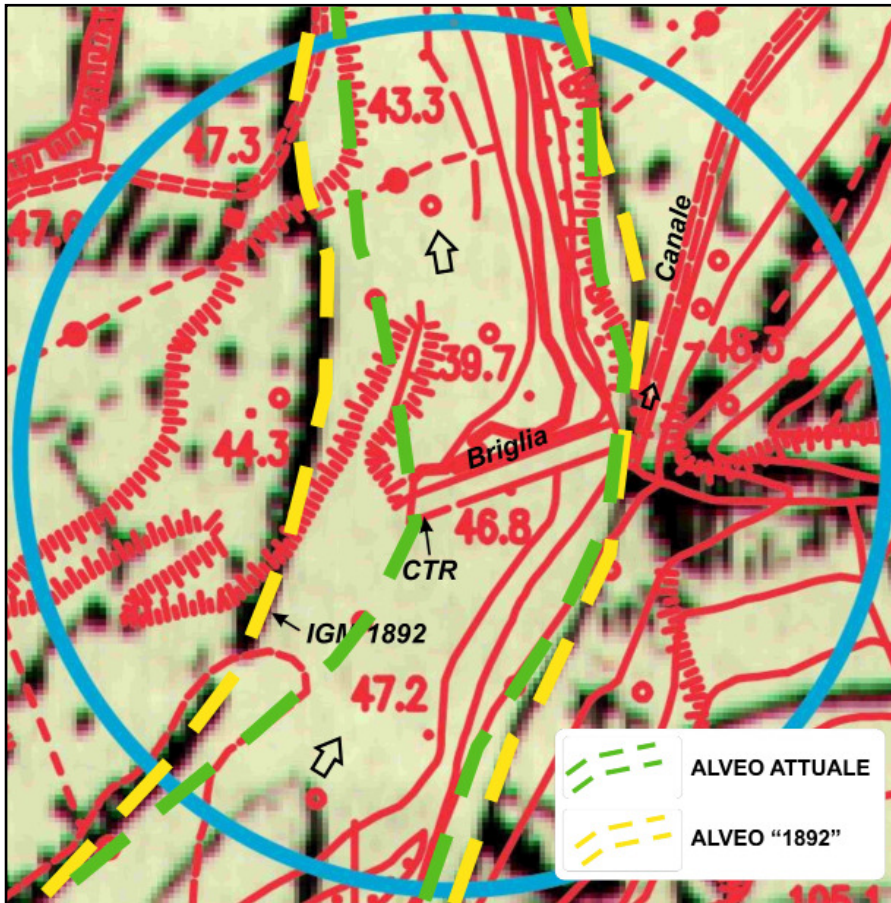 43.3
47.3
47.0
Canale
39.7
48.3
44.3
Briglia
46.8
CTR
IGM 1892
47.2
ALVEO ATTUALE
ALVEO “1892”
105.1